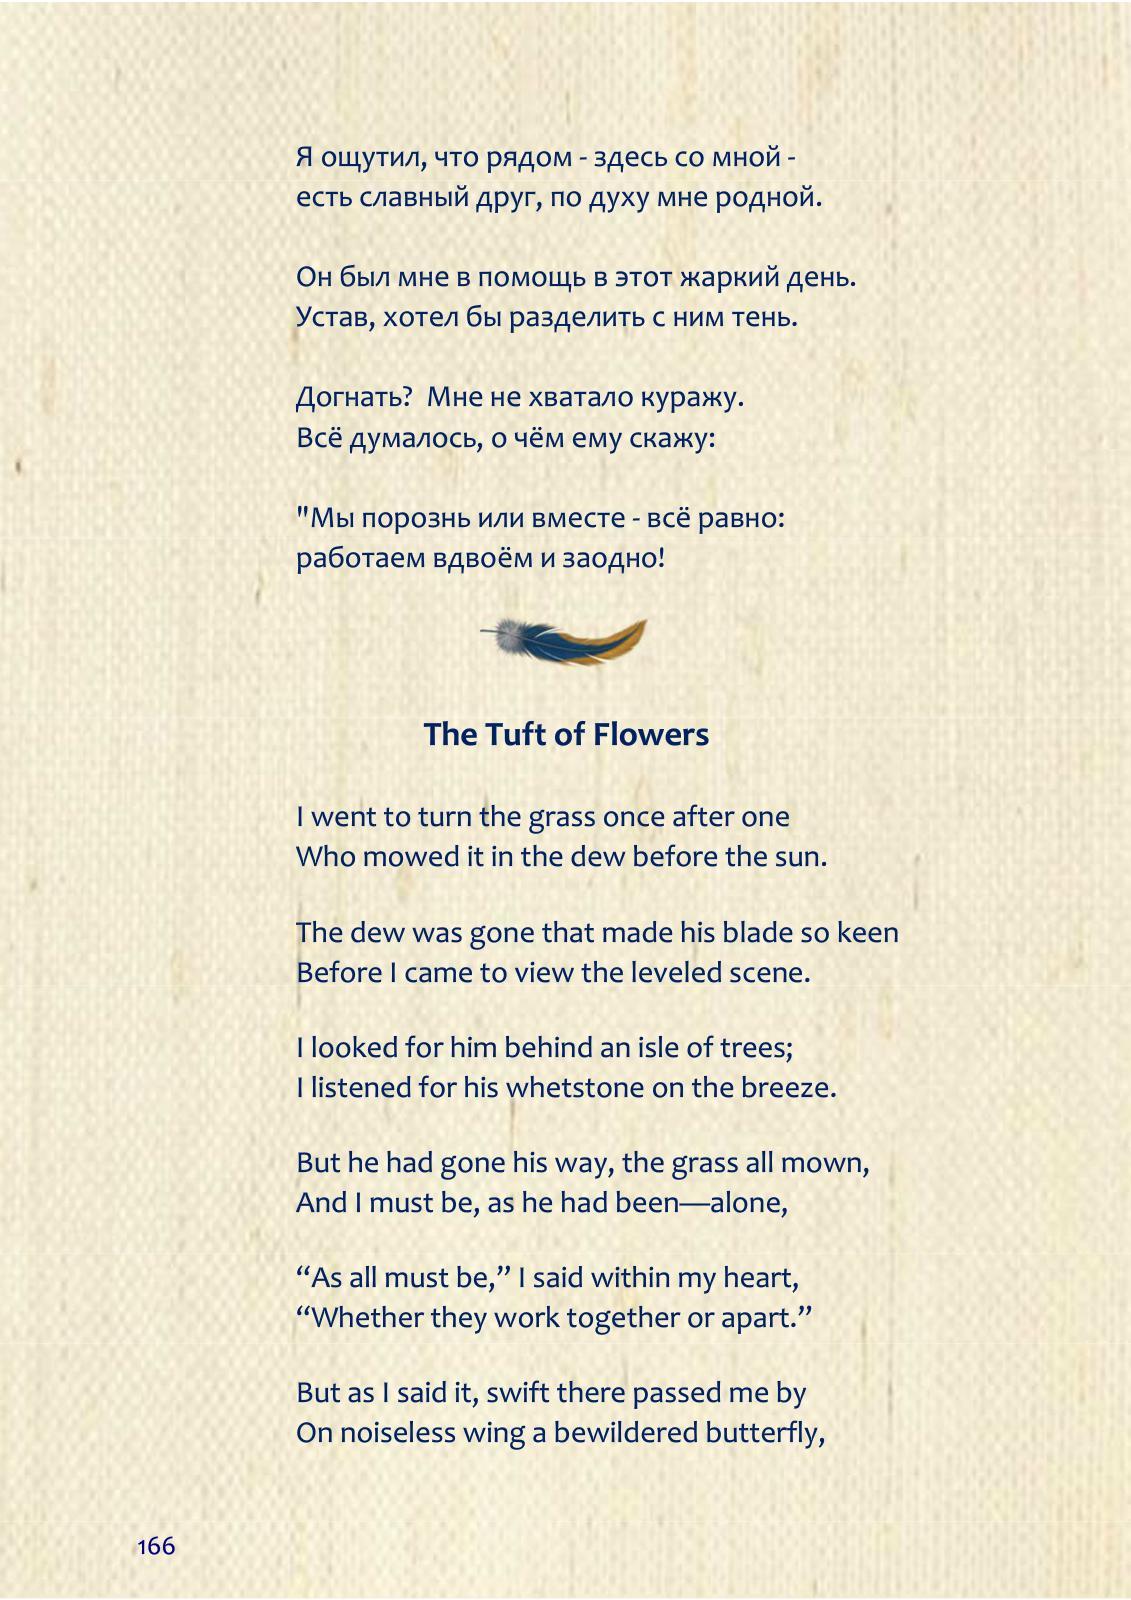 Я ощутил, что рядом - здесь со мной -
есть славный друг, по духу мне родной.
Он был мне в помощь в этот жаркий день.
Устав, хотел бы разделить с ним тень.
Догнать?  Мне не хватало куражу.
Всё думалось, о чём ему скажу:
"Мы порознь или вместе - всё равно:
работаем вдвоём и заодно!
The Tuft of Flowers
I went to turn the grass once after one
Who mowed it in the dew before the sun.
The dew was gone that made his blade so keen
Before I came to view the leveled scene.
I looked for him behind an isle of trees;
I listened for his whetstone on the breeze.
But he had gone his way, the grass all mown,
And I must be, as he had been—alone,
“As all must be,” I said within my heart,
“Whether they work together or apart.”
But as I said it, swift there passed me by
On noiseless wing a bewildered butterfly,
166